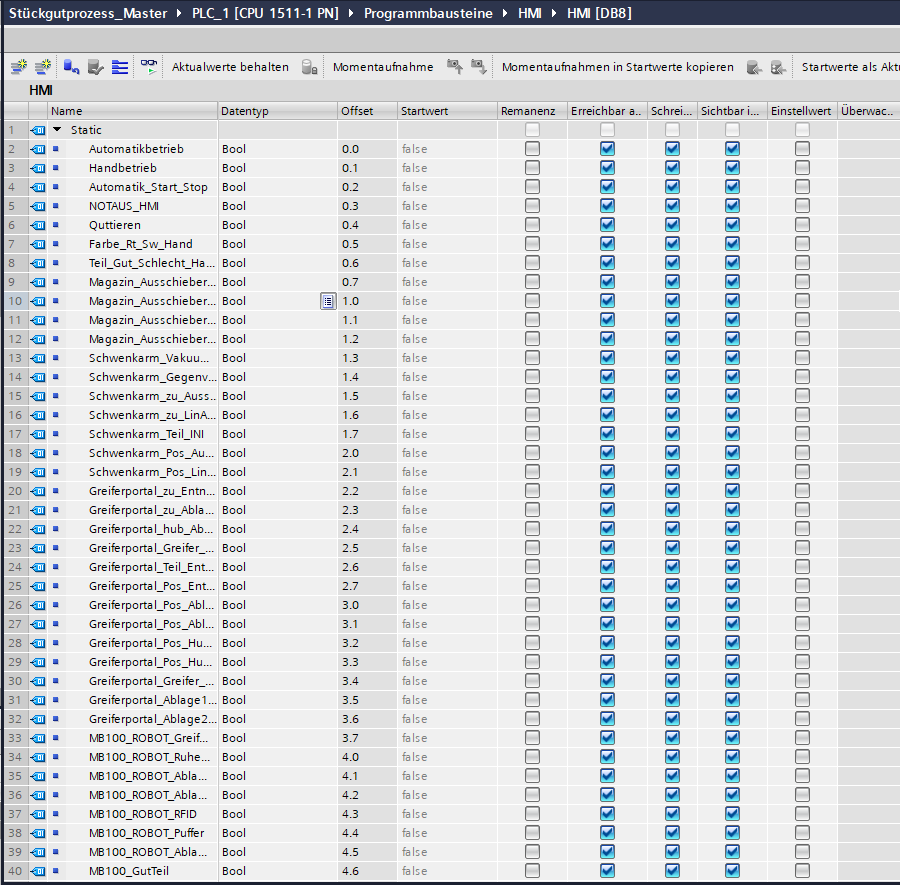 Stückgutprozess_Master ▸ PLC_1 [CPU 1511-1 PN] ▸ Programmbausteine ▸ HMI ▸ HMI [DB8]
Aktualwerte behalten Momentaufnahme Momentaufnahmen in Startwerte kopieren Startwerte als Aktu
HMI
Name Datentyp Offset Startwert Remanenz Erreichbar a... Schrei... Sichtbar i... Einstellwert Überwac...
1 Static
2 Automatikbetrieb Bool 0.0 false
3 Handbetrieb Bool 0.1 false
4 Automatik_Start_Stop Bool 0.2 false
5 NOTAUS_HMI Bool 0.3 false
6 Quttieren Bool 0.4 false
7 Farbe_Rt_Sw_Hand Bool 0.5 false
8 Teil_Gut_Schlecht_Ha... Bool 0.6 false
9 Magazin_Ausschieber... Bool 0.7 false
10 Magazin_Ausschieber... Bool 1.0 false
11 Magazin_Ausschieber... Bool 1.1 false
12 Magazin_Ausschieber... Bool 1.2 false
13 Schwenkarm_Vakuu... Bool 1.3 false
14 Schwenkarm_Gegenv... Bool 1.4 false
15 Schwenkarm_zu_Auss... Bool 1.5 false
16 Schwenkarm_zu_LinA... Bool 1.6 false
17 Schwenkarm_Teil_INI Bool 1.7 false
18 Schwenkarm_Pos_Au... Bool 2.0 false
19 Schwenkarm_Pos_Lin... Bool 2.1 false
20 Greiferportal_zu_Entn... Bool 2.2 false
21 Greiferportal_zu_Abla... Bool 2.3 false
22 Greiferportal_hub_Ab... Bool 2.4 false
23 Greiferportal_Greifer_... Bool 2.5 false
24 Greiferportal_Teil_Ent... Bool 2.6 false
25 Greiferportal_Pos_Ent... Bool 2.7 false
26 Greiferportal_Pos_Abl... Bool 3.0 false
27 Greiferportal_Pos_Abl... Bool 3.1 false
28 Greiferportal_Pos_Hu... Bool 3.2 false
29 Greiferportal_Pos_Hu... Bool 3.3 false
30 Greiferportal_Greifer_... Bool 3.4 false
31 Greiferportal_Ablage1... Bool 3.5 false
32 Greiferportal_Ablage2... Bool 3.6 false
33 MB100_ROBOT_Greif... Bool 3.7 false
34 MB100_ROBOT_Ruhe... Bool 4.0 false
35 MB100_ROBOT_Abla... Bool 4.1 false
36 MB100_ROBOT_Abla... Bool 4.2 false
37 MB100_ROBOT_RFID Bool 4.3 false
38 MB100_ROBOT_Puffer Bool 4.4 false
39 MB100_ROBOT_Abla... Bool 4.5 false
40 MB100_GutTeil Bool 4.6 false